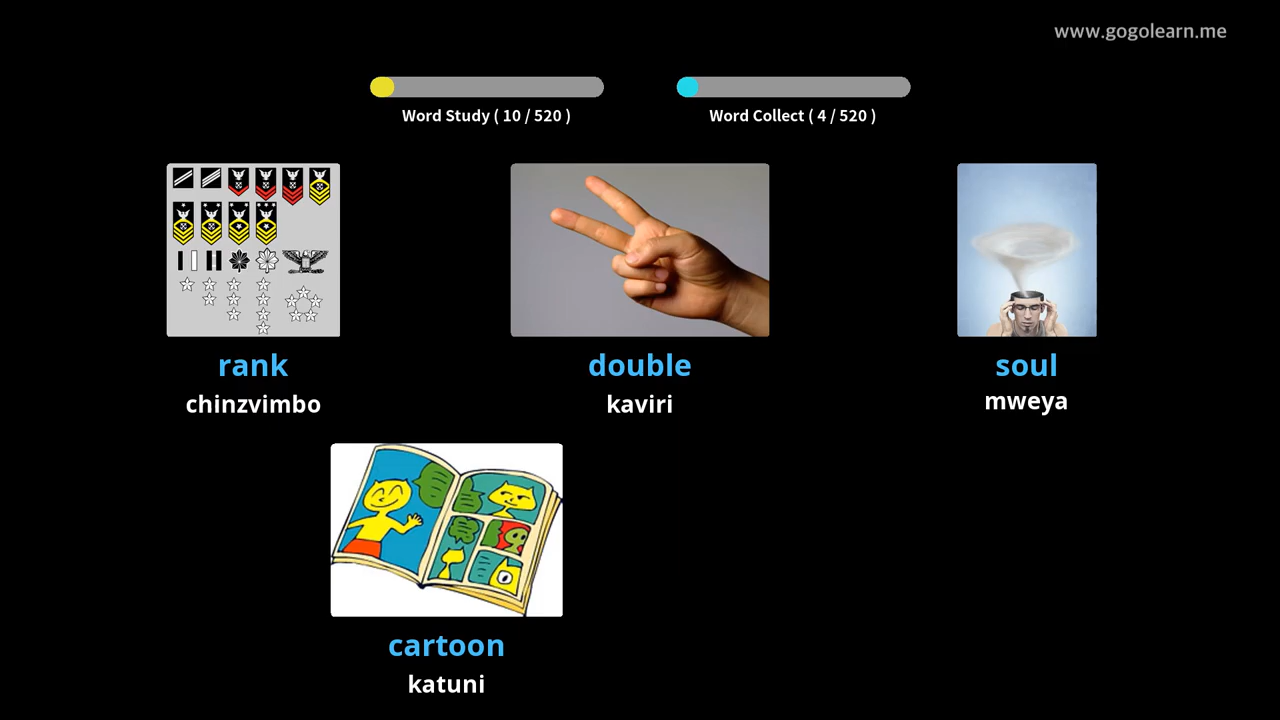 www.gogolearn.me
Word Study ( 10 / 520 )
Word Collect ( 4 / 520 )
rank
chinzvimbo
double
kaviri
soul
mweya
cartoon
katuni